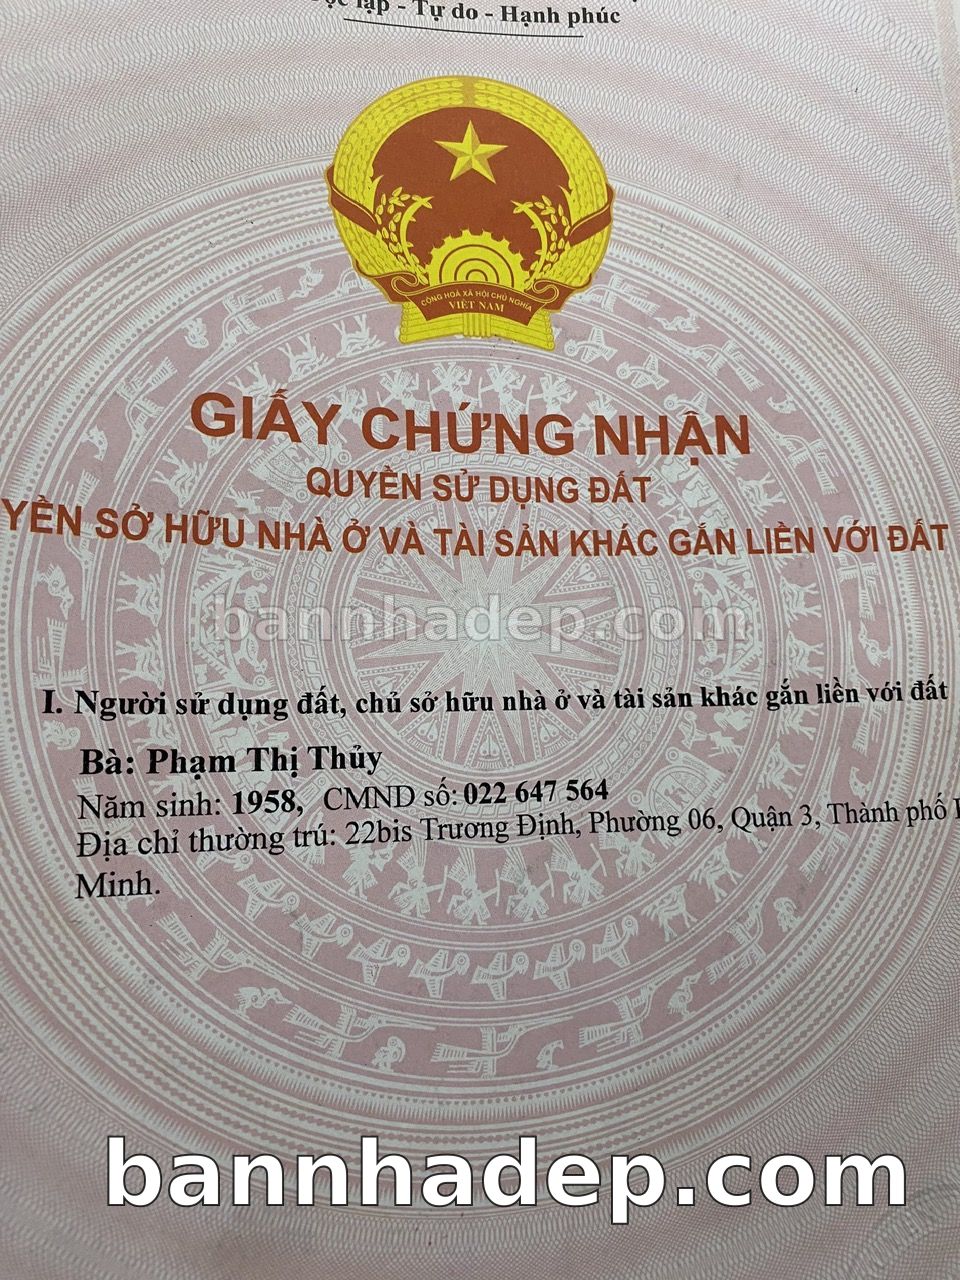 lập - Tự do - Hạnh phúc
CỘNG HOÀ XÃ HỘI CHỦ NGHĨA
VIỆT NAM
GIẤY CHỨNG NHẬN
QUYỀN SỬ DỤNG ĐẤT
YỀN SỞ HỮU NHÀ Ở VÀ TÀI SẢN KHÁC GẮN LIỀN VỚI ĐẤT
bannhadep.com
I. Người sử dụng đất, chủ sở hữu nhà ở và tài sản khác gắn liền với đất
Bà: Phạm Thị Thủy
Năm sinh: 1958, CMND số: 022 647 564
Địa chỉ thường trú: 22bis Trương Định, Phường 06, Quận 3, Thành phố
Minh.
bannhadep.com